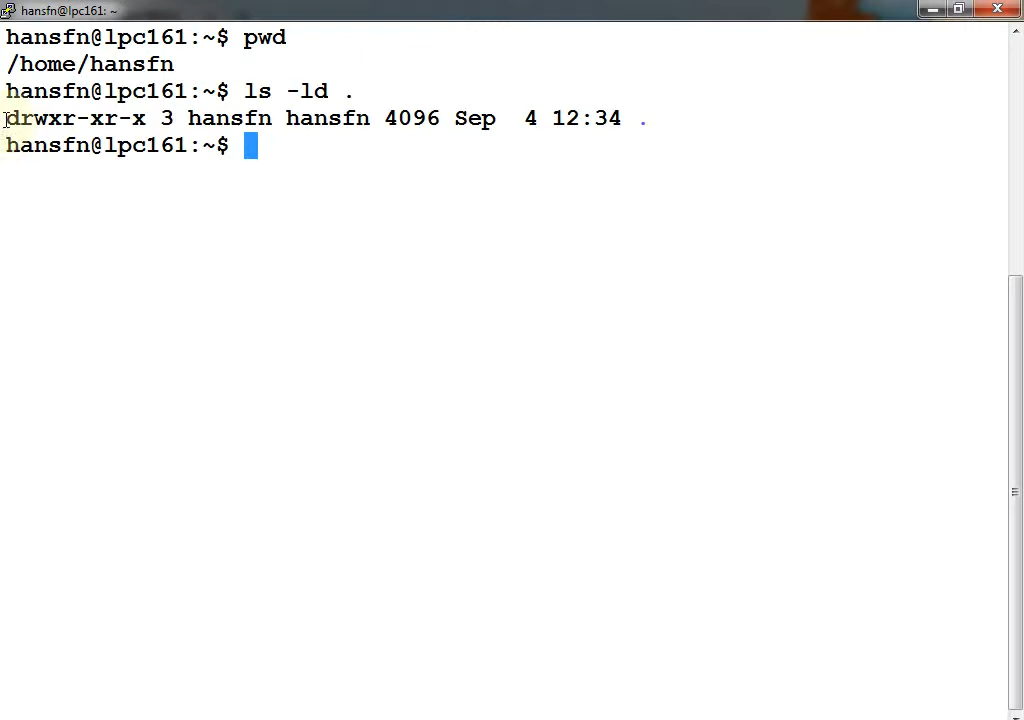 hansfn@lpc161: ~
hansfn@lpc161:~$ pwd
/home/hansfn
hansfn@lpc161:~$ ls -ld .
drwxr-xr-x 3 hansfn hansfn 4096 Sep  4 12:34 .
hansfn@lpc161:~$